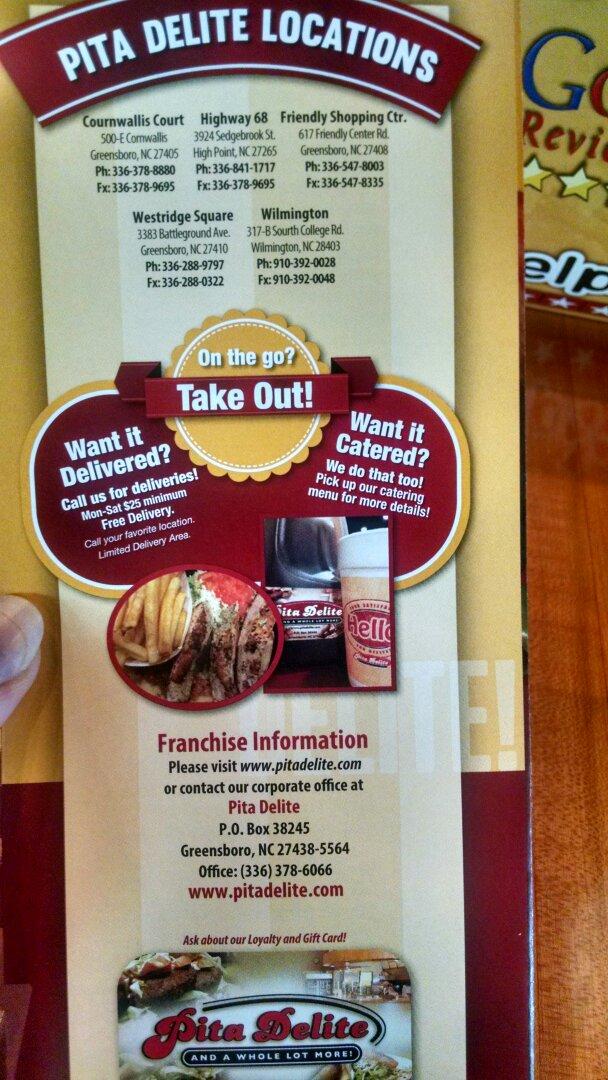 PITA DELITE LOCATIONS
Cournwallis Court
500-E Cornwallis
Greensboro, NC 27405
Ph: 336-378-8880
Fx: 336-378-9695
Highway 68
3924 Sedgebrook St.
High Point, NC 27265
Ph: 336-841-1717
Fx: 336-378-9695
Friendly Shopping Ctr.
617 Friendly Center Rd.
Greensboro, NC 27408
Ph: 336-547-8003
Fx: 336-547-8335
Westridge Square
3383 Battleground Ave.
Greensboro, NC 27410
Ph: 336-288-9797
Fx: 336-288-0322
Wilmington
317-B Sourth College Rd.
Wilmington, NC 28403
Ph: 910-392-0028
Fx: 910-392-0048
On the go?
Take Out!
Want it
Delivered?
Call us for deliveries!
Mon-Sat $25 minimum
Free Delivery.
Call your favorite location.
Limited Delivery Area.
Want it
Catered?
We do that too!
Pick up our catering
menu for more details!
Pita Delite
AND A WHOLE LOT MORE!
Hello
Pita Delite
DELITE!
Franchise Information
Please visit www.pitadelite.com
or contact our corporate office at
Pita Delite
P.O. Box 38245
Greensboro, NC 27438-5564
Office: (336) 378-6066
www.pitadelite.com
Ask about our Loyalty and Gift Card!
Pita Delite
AND A WHOLE LOT MORE!
Go
Revie
elp